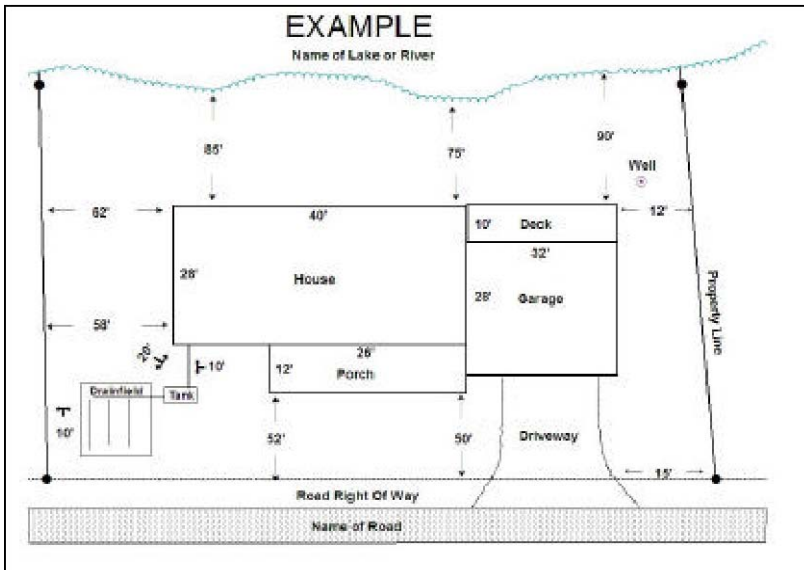 EXAMPLE
Name of Lake or River
85'
75'
90'
Well
62'
40'
10'
Deck
12'
32'
26'
House
28'
Garage
Property Line
58'
26'
20'
10'
12'
Porch
Drainfield
Tank
10'
52'
50'
Driveway
15'
Road Right Of Way
Name of Road